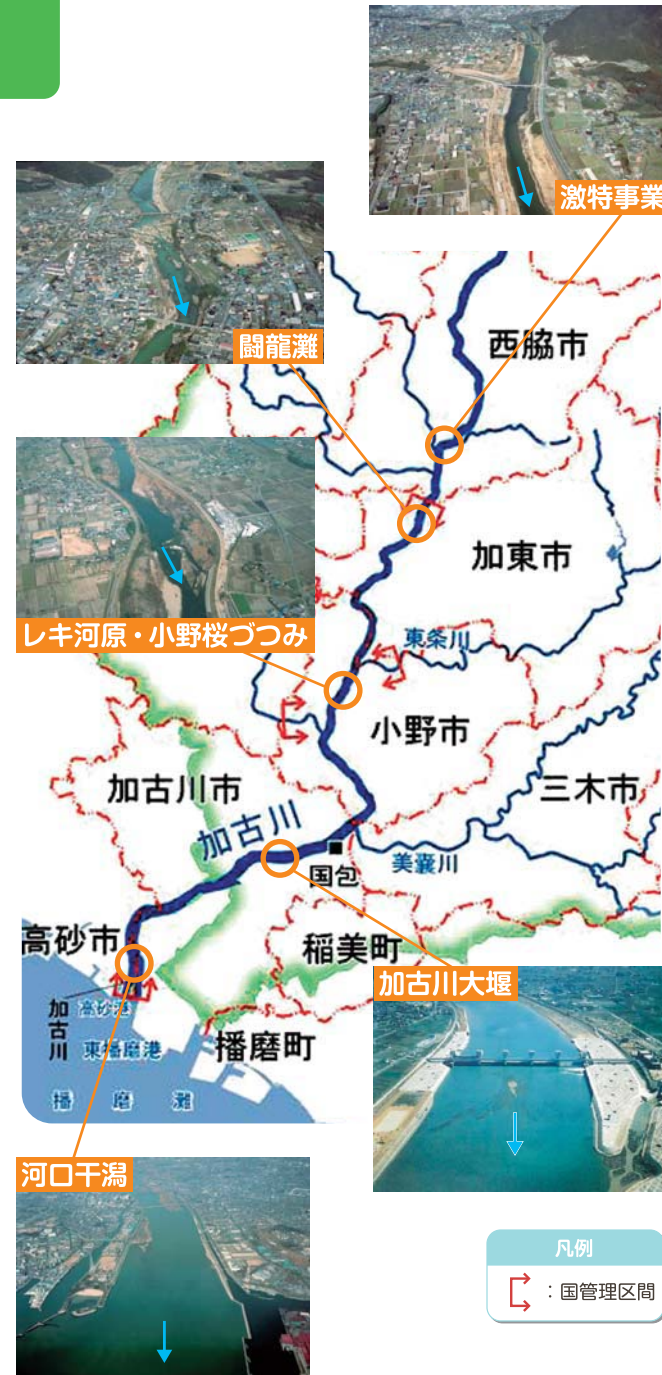 激特事業
闘龍灘
西脇市
加東市
レキ河原・小野桜づつみ
東条川
小野市
加古川市
三木市
加古川
国包
美嚢川
高砂市
稲美町
加古川大堰
加古川
高砂港
東播磨港
播磨町
播磨灘
河口干潟
凡例
：国管理区間